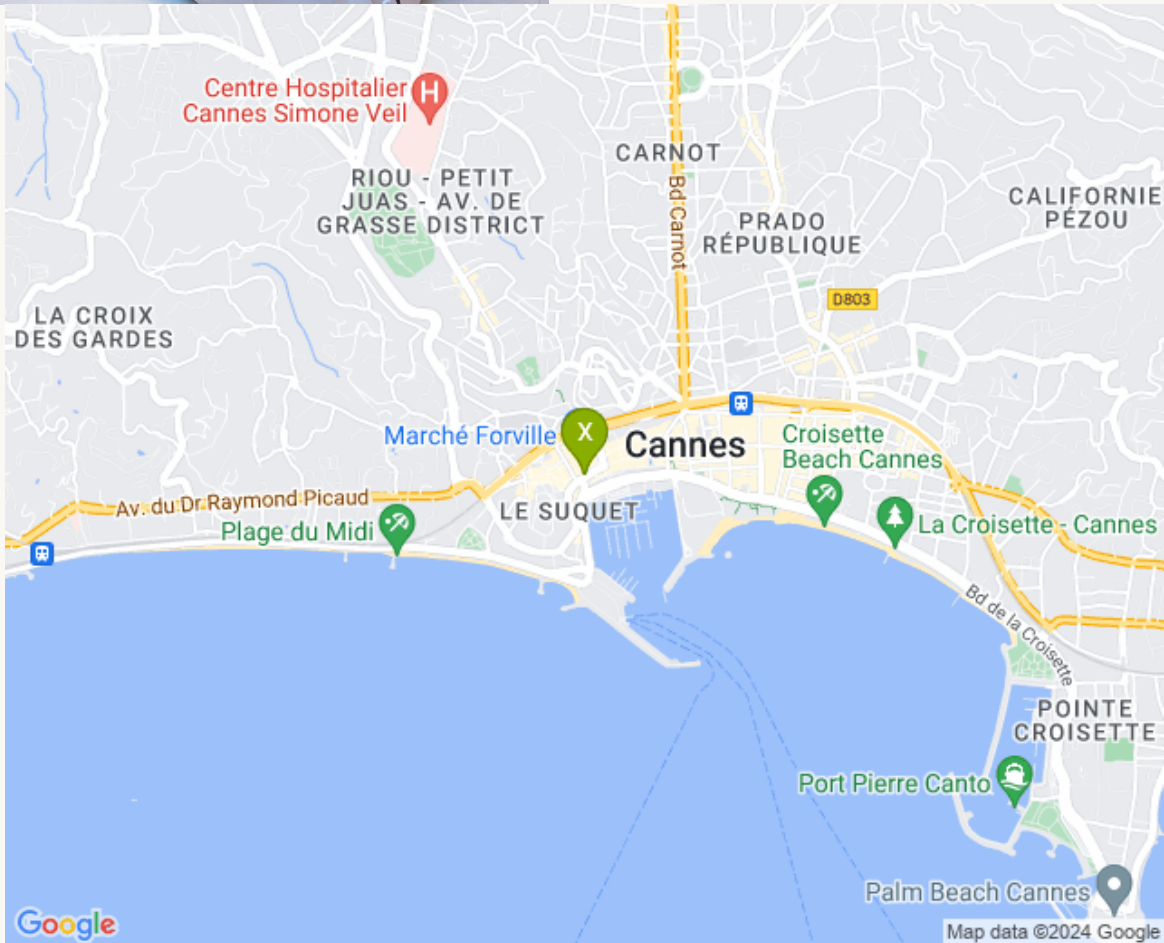 Centre Hospitalier
Cannes Simone Veil
H
CARNOT
RIOU - PETIT
JUAS - AV. DE
GRASSE DISTRICT
Bd Carnot
CALIFORNIE
PÉZOU
PRADO
RÉPUBLIQUE
D803
LA CROIX
DES GARDES
Marché Forville
X
Cannes
Croisette
Beach Cannes
Av. du Dr Raymond Picaud
LE SUQUET
Plage du Midi
La Croisette - Cannes
Bd de la Croisette
POINTE
CROISETTE
Port Pierre Canto
Palm Beach Cannes
Google
Map data ©2024 Google